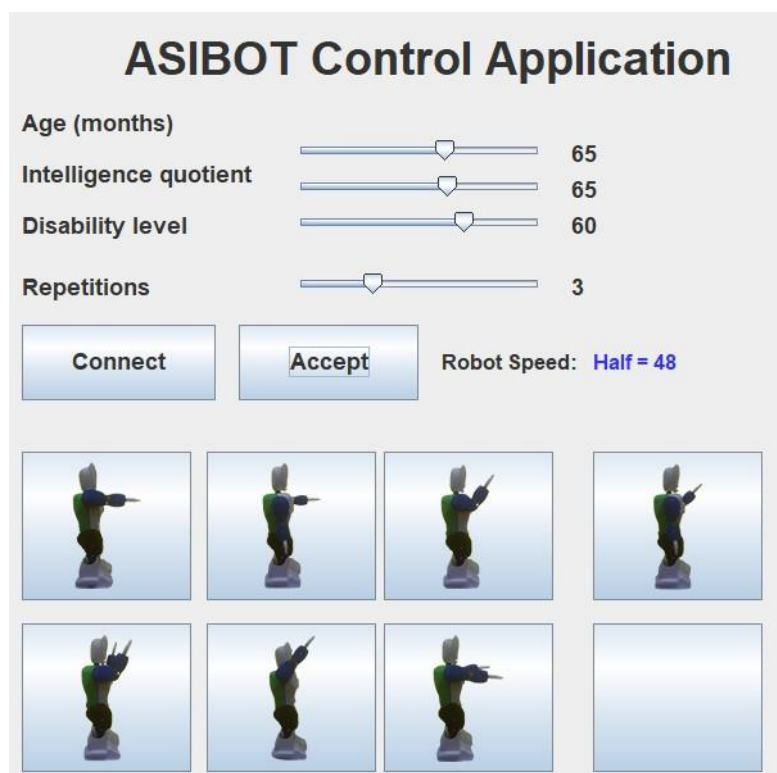 ASIBOT Control Application
Age (months)
65
Intelligence quotient
65
Disability level
60
Repetitions
3
Connect
Accept
Robot Speed: Half = 48